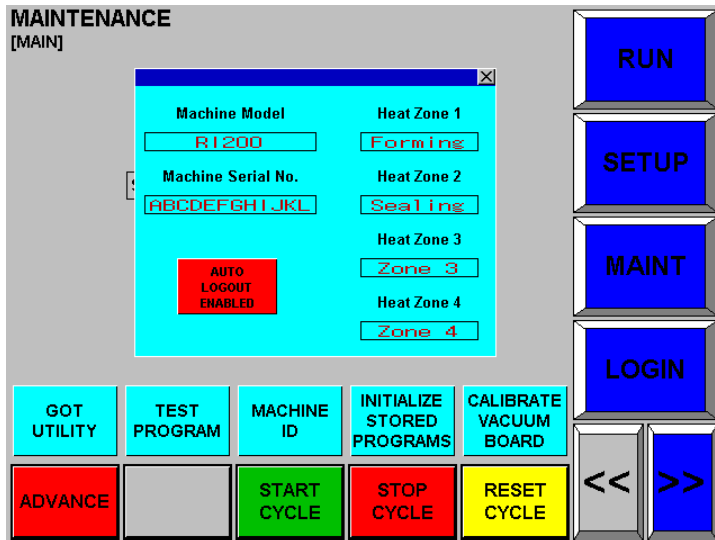 MAINTENANCE
[MAIN]
Machine Model
RI200
Machine Serial No.
ABCDEFGHIJKL
AUTO
LOGOUT
ENABLED
Heat Zone 1
Forming
Heat Zone 2
Sealing
Heat Zone 3
Zone 3
Heat Zone 4
Zone 4
RUN
SETUP
MAINT
LOGIN
<< >>
GOT
UTILITY
TEST
PROGRAM
MACHINE
ID
INITIALIZE
STORED
PROGRAMS
CALIBRATE
VACUUM
BOARD
ADVANCE
START
CYCLE
STOP
CYCLE
RESET
CYCLE